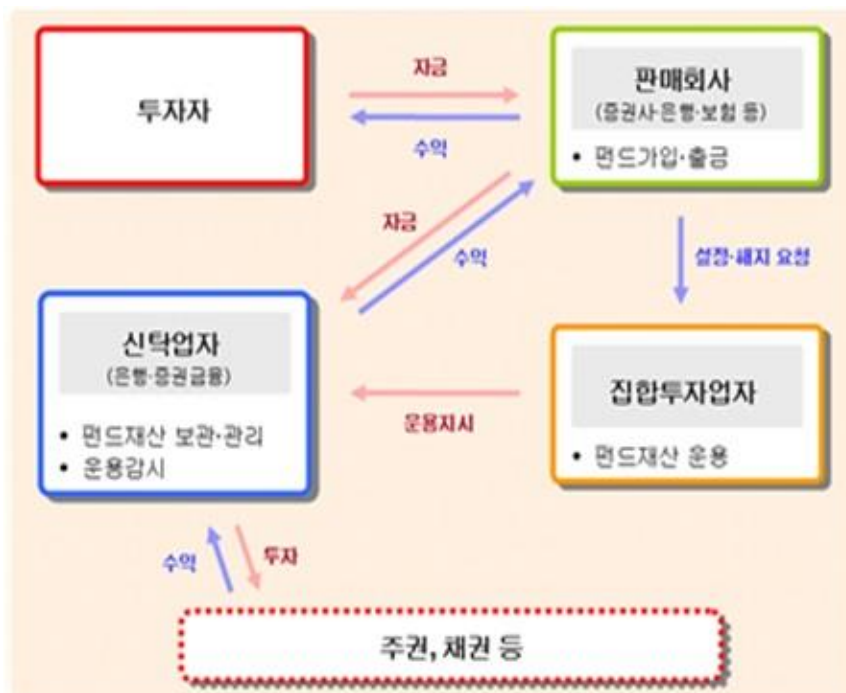 투자자
자금
수익
판매회사
(증권사·은행·보험 등)
• 펀드가입·출금
자금
수익
설정·해지 요청
신탁업자
(은행·증권금융)
• 펀드재산 보관·관리
• 운용감시
운용지시
집합투자업자
• 펀드재산 운용
수익
투자
주권, 채권 등